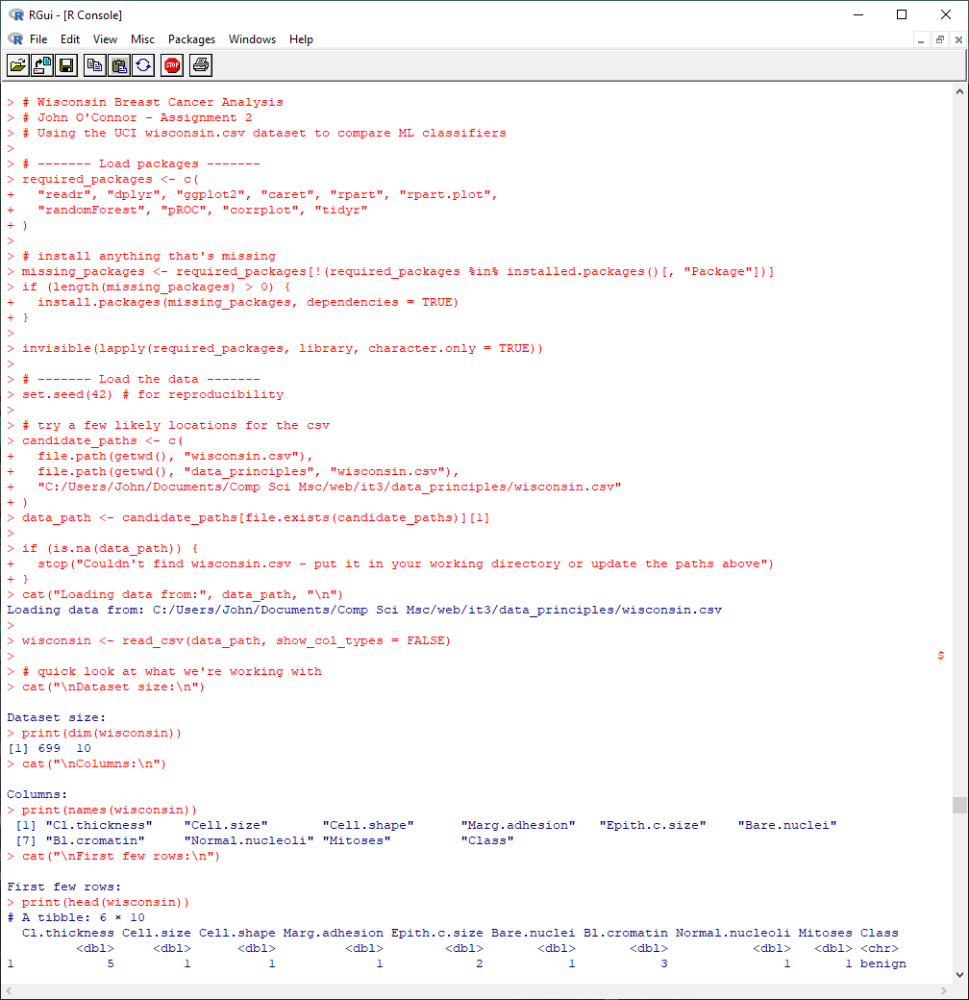 RGui - [R Console]
File Edit View Misc Packages Windows Help
STOP
> # Wisconsin Breast Cancer Analysis
> # John O'Connor - Assignment 2
> # Using the UCI wisconsin.csv dataset to compare ML classifiers
>
> # ------- Load packages -------
> required_packages <- c(
+   "readr", "dplyr", "ggplot2", "caret", "rpart", "rpart.plot",
+   "randomForest", "pROC", "corrplot", "tidyr"
+ )
>
> # install anything that's missing
> missing_packages <- required_packages[!(required_packages %in% installed.packages()[, "Package"])]
> if (length(missing_packages) > 0) {
+   install.packages(missing_packages, dependencies = TRUE)
+ }
>
> invisible(lapply(required_packages, library, character.only = TRUE))
>
> # ------- Load the data -------
> set.seed(42) # for reproducibility
>
> # try a few likely locations for the csv
> candidate_paths <- c(
+   file.path(getwd(), "wisconsin.csv"),
+   file.path(getwd(), "data_principles", "wisconsin.csv"),
+   "C:/Users/John/Documents/Comp Sci Msc/web/it3/data_principles/wisconsin.csv"
+ )
> data_path <- candidate_paths[file.exists(candidate_paths)][1]
>
> if (is.na(data_path)) {
+   stop("Couldn't find wisconsin.csv - put it in your working directory or update the paths above")
+ }
> cat("Loading data from:", data_path, "\n")
Loading data from: C:/Users/John/Documents/Comp Sci Msc/web/it3/data_principles/wisconsin.csv
>
> wisconsin <- read_csv(data_path, show_col_types = FALSE)
> $
> # quick look at what we're working with
> cat("\nDataset size:\n")
Dataset size:
> print(dim(wisconsin))
[1] 699  10
> cat("\nColumns:\n")
Columns:
> print(names(wisconsin))
 [1] "Cl.thickness"    "Cell.size"       "Cell.shape"      "Marg.adhesion"   "Epith.c.size"    "Bare.nuclei"
 [7] "Bl.cromatin"     "Normal.nucleoli" "Mitoses"         "Class"
> cat("\nFirst few rows:\n")
First few rows:
> print(head(wisconsin))
# A tibble: 6 × 10
  Cl.thickness Cell.size Cell.shape Marg.adhesion Epith.c.size Bare.nuclei Bl.cromatin Normal.nucleoli Mitoses Class
         <dbl>     <dbl>      <dbl>         <dbl>        <dbl>       <dbl>       <dbl>           <dbl>   <dbl> <chr>
1            5         1          1             1            2           1           3               1       1 benign